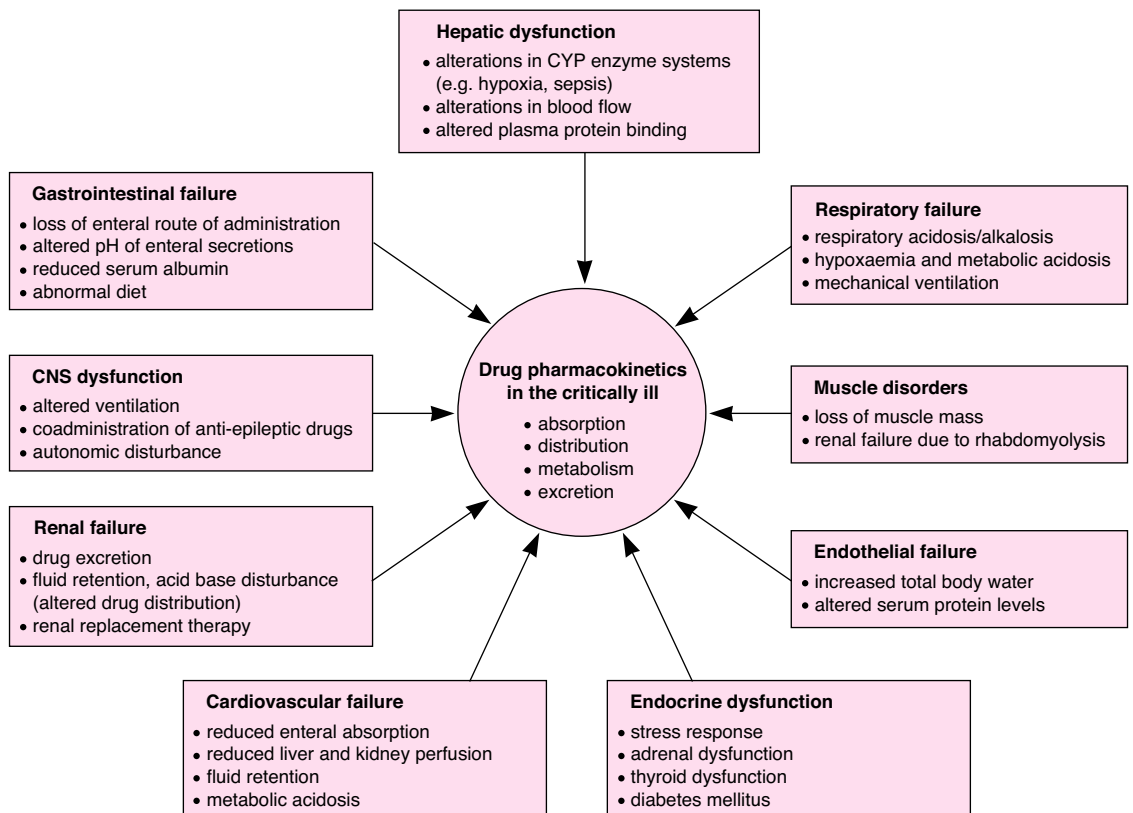 Hepatic dysfunction
• alterations in CYP enzyme systems
(e.g. hypoxia, sepsis)
• alterations in blood flow
• altered plasma protein binding
Gastrointestinal failure
• loss of enteral route of administration
• altered pH of enteral secretions
• reduced serum albumin
• abnormal diet
Respiratory failure
• respiratory acidosis/alkalosis
• hypoxaemia and metabolic acidosis
• mechanical ventilation
Drug pharmacokinetics
in the critically ill
• absorption
• distribution
• metabolism
• excretion
CNS dysfunction
• altered ventilation
• coadministration of anti-epileptic drugs
• autonomic disturbance
Muscle disorders
• loss of muscle mass
• renal failure due to rhabdomyolysis
Renal failure
• drug excretion
• fluid retention, acid base disturbance
(altered drug distribution)
• renal replacement therapy
Endothelial failure
• increased total body water
• altered serum protein levels
Cardiovascular failure
• reduced enteral absorption
• reduced liver and kidney perfusion
• fluid retention
• metabolic acidosis
Endocrine dysfunction
• stress response
• adrenal dysfunction
• thyroid dysfunction
• diabetes mellitus